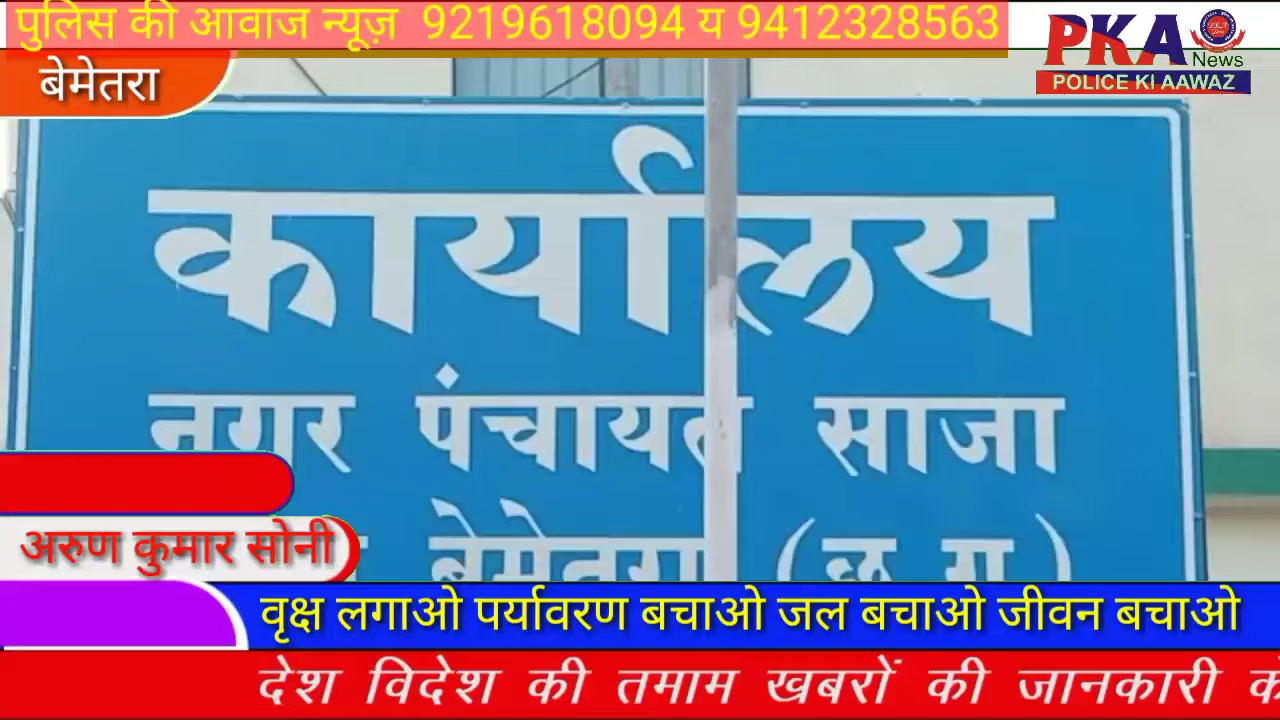 पुलिस की आवाज न्यूज़ 9219618094 य 9412328563
PKA
News
POLICE KI AAWAZ
बेमेतरा
कार्यालय
नगर पंचायत साजा
बेमेतरा (छ ग )
अरुण कुमार सोनी
वृक्ष लगाओ पर्यावरण बचाओ जल बचाओ जीवन बचाओ
देश विदेश की तमाम खबरों की जानकारी